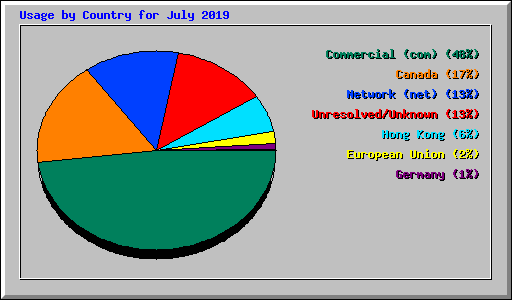 Usage by Country for July 2019
Commercial (com) (48%)
Canada (17%)
Network (net) (13%)
Unresolved/Unknown (13%)
Hong Kong (6%)
European Union (2%)
Germany (1%)